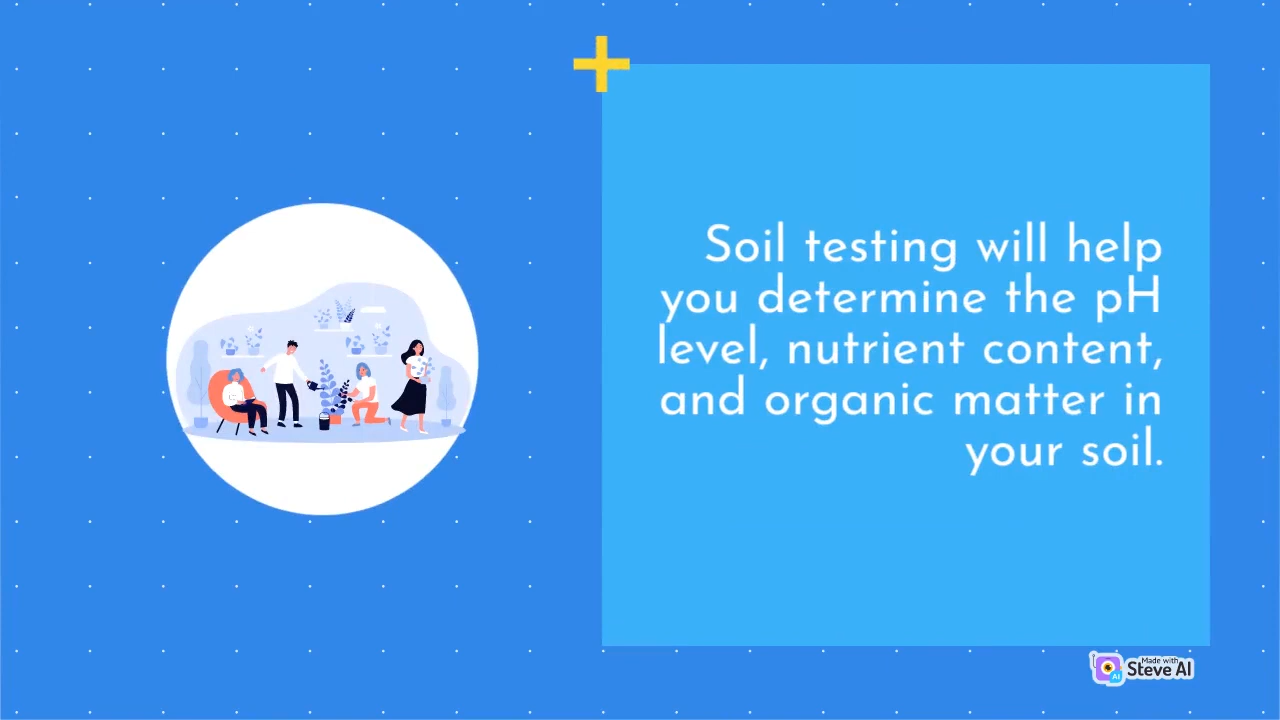 Soil testing will help
you determine the pH
level, nutrient content,
and organic matter in
your soil.
Made with
Steve AI
AI